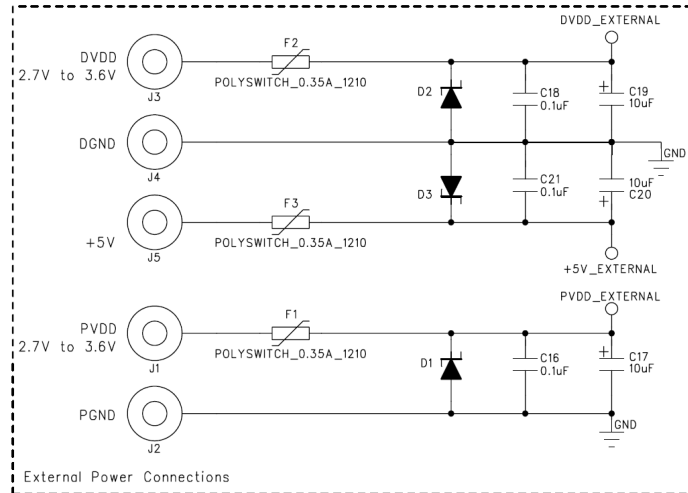 DVDD_EXTERNAL
F2
DVDD
2.7V to 3.6V
J3
POLYSWITCH_0.35A_1210
D2
C18
0.1uF
+
C19
10uF
DGND
J4
GND
D3
C21
0.1uF
10uF
C20
+
F3
+5V
J5
POLYSWITCH_0.35A_1210
+5V_EXTERNAL
PVDD_EXTERNAL
F1
PVDD
2.7V to 3.6V
J1
POLYSWITCH_0.35A_1210
D1
C16
0.1uF
+
C17
10uF
PGND
J2
GND
External Power Connections